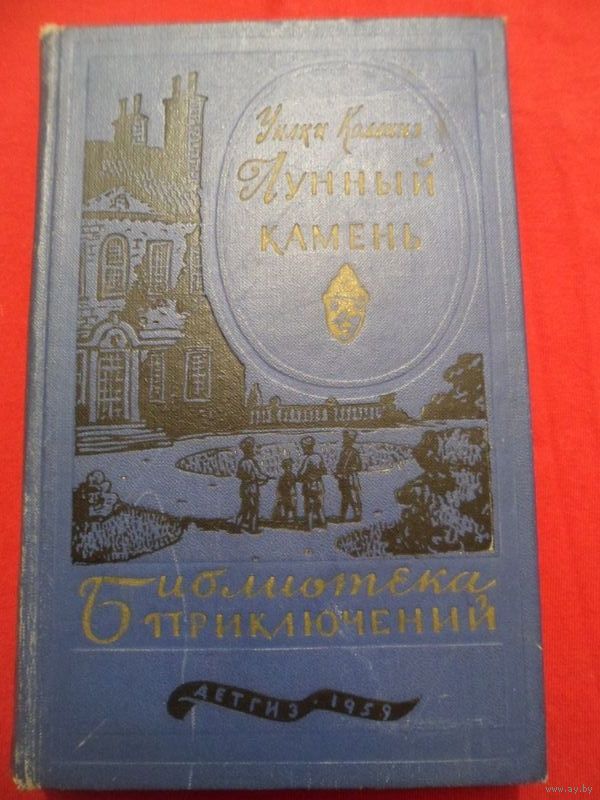 Уилки Коллинз
Лунный
камень
Библиотека
приключений
ДЕТГИЗ · 1959
www.ay.by